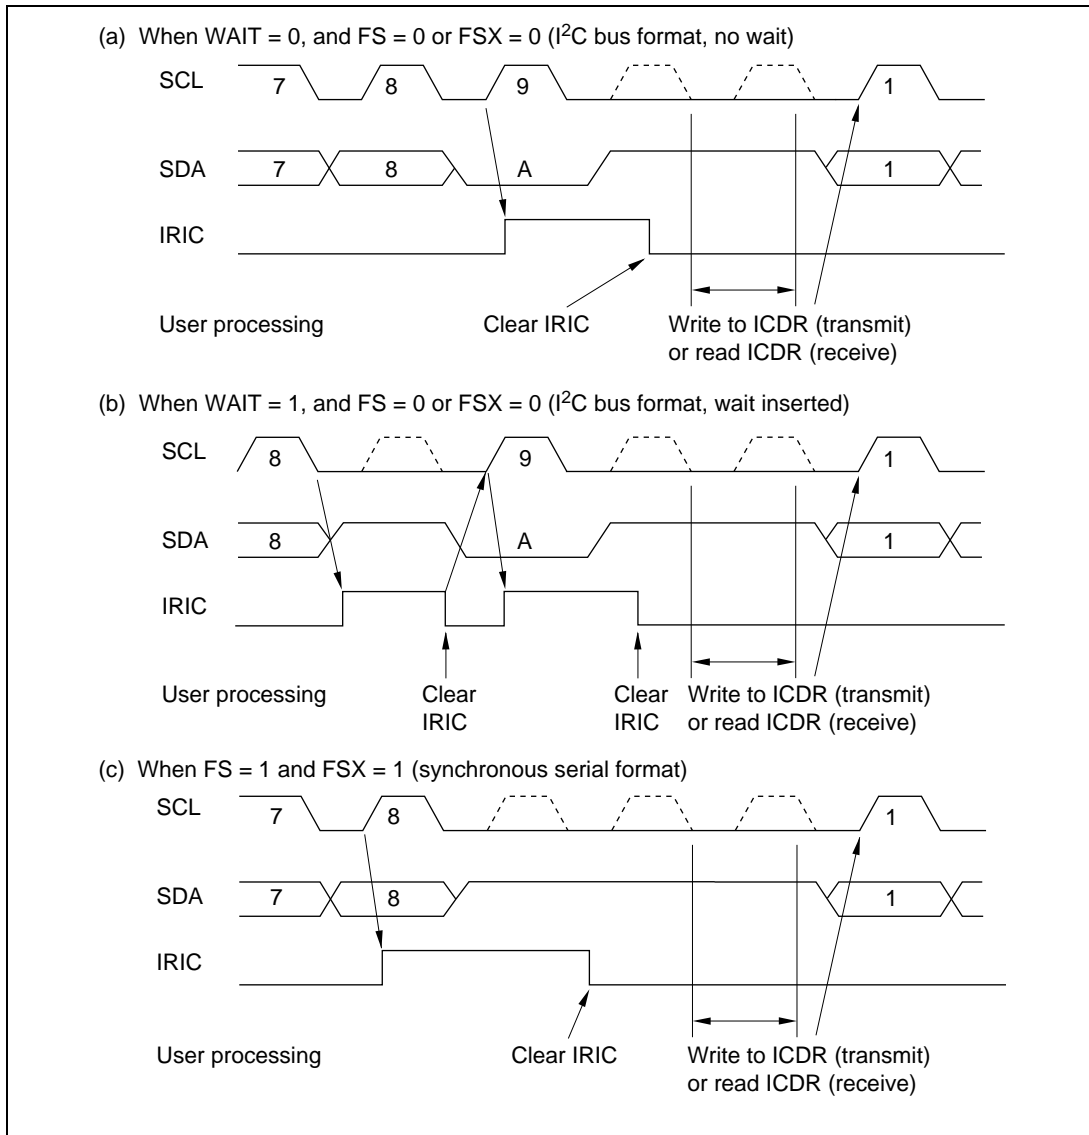 (a) When WAIT = 0, and FS = 0 or FSX = 0 (I²C bus format, no wait)
SCL 7 8 9 1
SDA 7 8 A 1
IRIC
User processing Clear IRIC Write to ICDR (transmit)
or read ICDR (receive)
(b) When WAIT = 1, and FS = 0 or FSX = 0 (I²C bus format, wait inserted)
SCL 8 9 1
SDA 8 A 1
IRIC
User processing Clear Clear Write to ICDR (transmit)
IRIC IRIC or read ICDR (receive)
(c) When FS = 1 and FSX = 1 (synchronous serial format)
SCL 7 8 1
SDA 7 8 1
IRIC
User processing Clear IRIC Write to ICDR (transmit)
or read ICDR (receive)